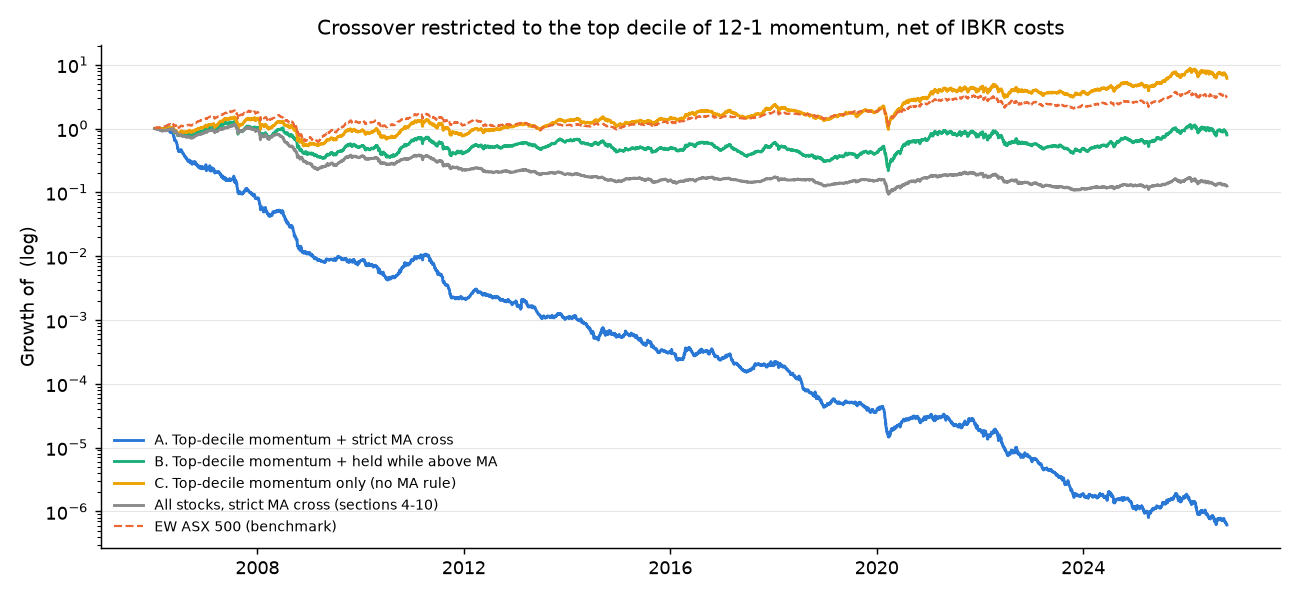 Crossover restricted to the top decile of 12-1 momentum, net of IBKR costs
Growth of  (log)
10¹
10⁰
10⁻¹
10⁻²
10⁻³
10⁻⁴
10⁻⁵
10⁻⁶
A. Top-decile momentum + strict MA cross
B. Top-decile momentum + held while above MA
C. Top-decile momentum only (no MA rule)
All stocks, strict MA cross (sections 4-10)
EW ASX 500 (benchmark)
2008 2012 2016 2020 2024